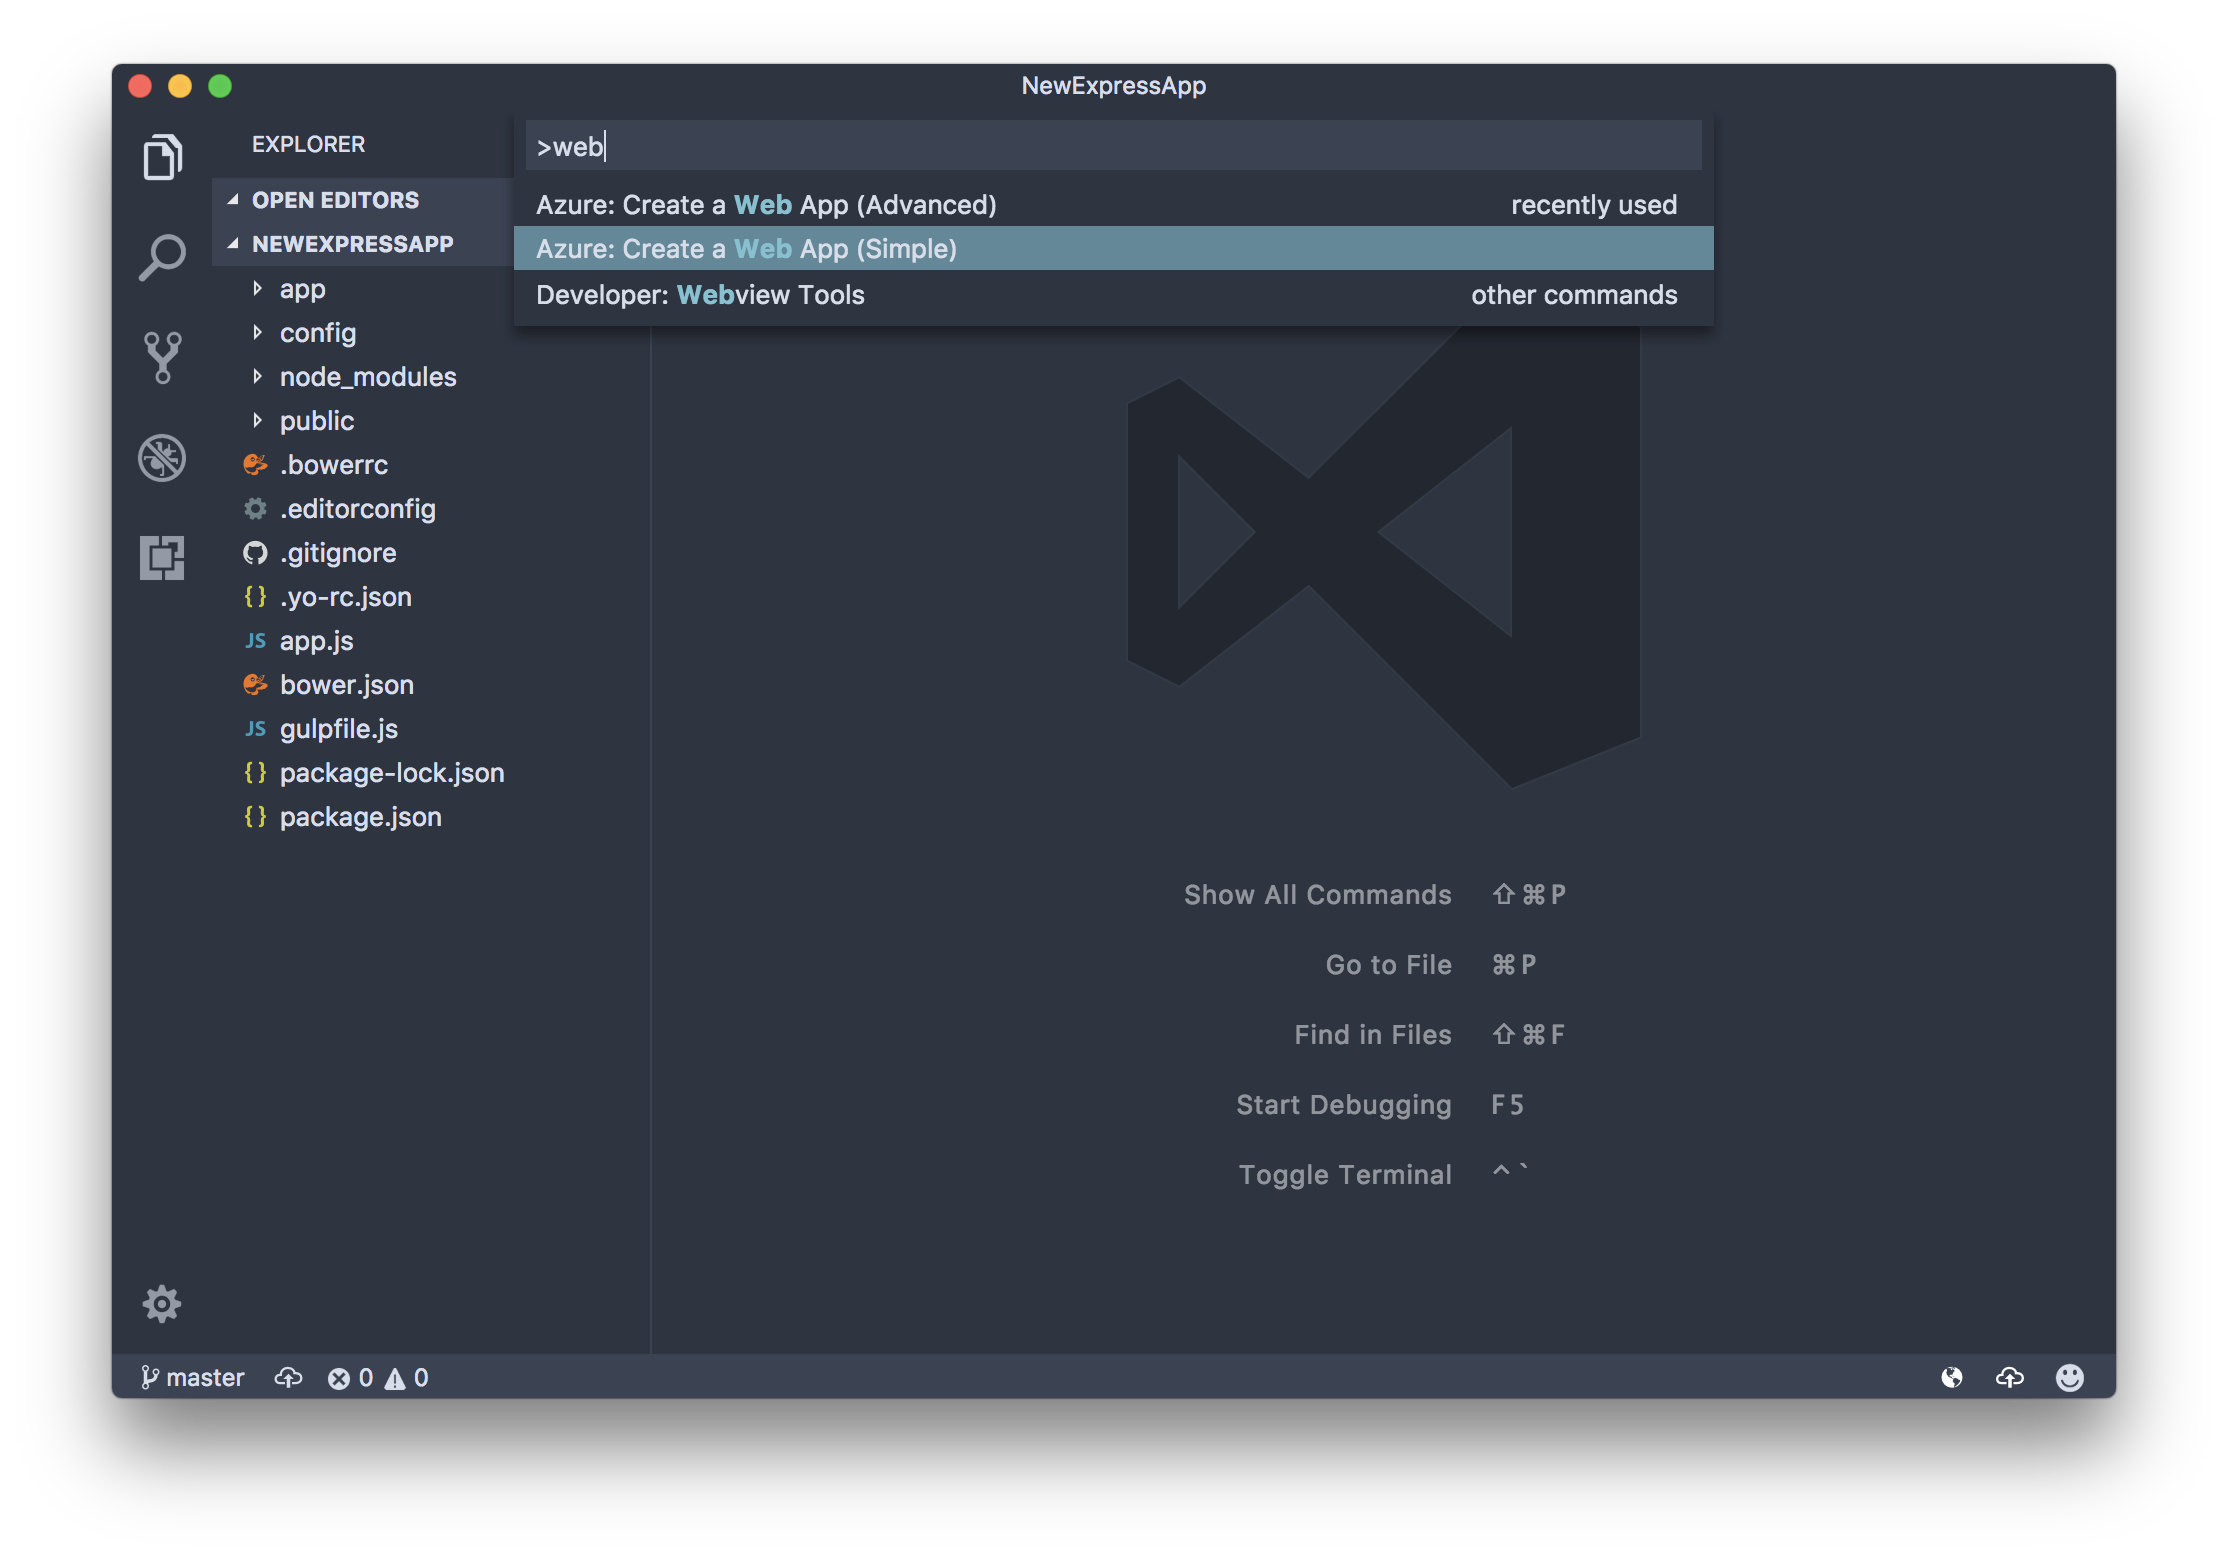 NewExpressApp
EXPLORER
>web
OPEN EDITORS
Azure: Create a Web App (Advanced) recently used
NEWEXPRESSAPP
Azure: Create a Web App (Simple)
Developer: Webview Tools other commands
app
config
node_modules
public
.bowerrc
.editorconfig
.gitignore
{ } .yo-rc.json
JS app.js
bower.json
JS gulpfile.js
{ } package-lock.json
{ } package.json
Show All Commands ⇧⌘P
Go to File ⌘P
Find in Files ⇧⌘F
Start Debugging F5
Toggle Terminal ^`
master 0 0